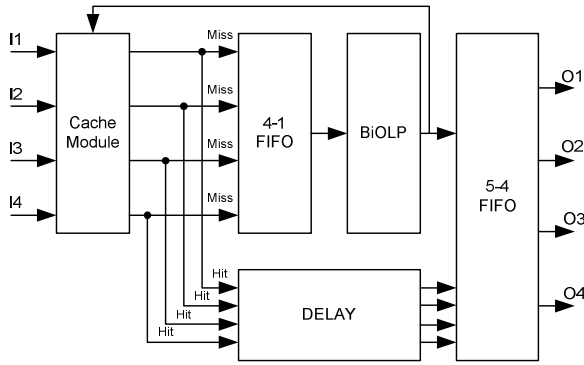 I1
I2
I3
I4
Cache
Module
Miss
Miss
Miss
Miss
4-1
FIFO
BiOLP
5-4
FIFO
O1
O2
O3
O4
Hit
Hit
Hit
Hit
DELAY